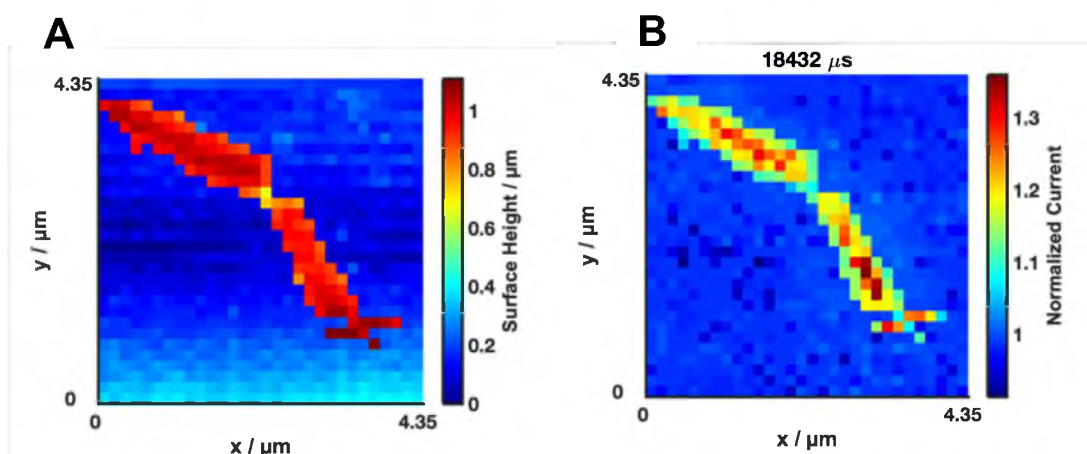 A
B
18432 µs
4.35
y / µm
0
0
4.35
x / µm
1
0.8
0.6
0.4
0.2
0
Surface Height / µm
4.35
y / µm
0
0
4.35
x / µm
1.3
1.2
1.1
1
Normalized Current